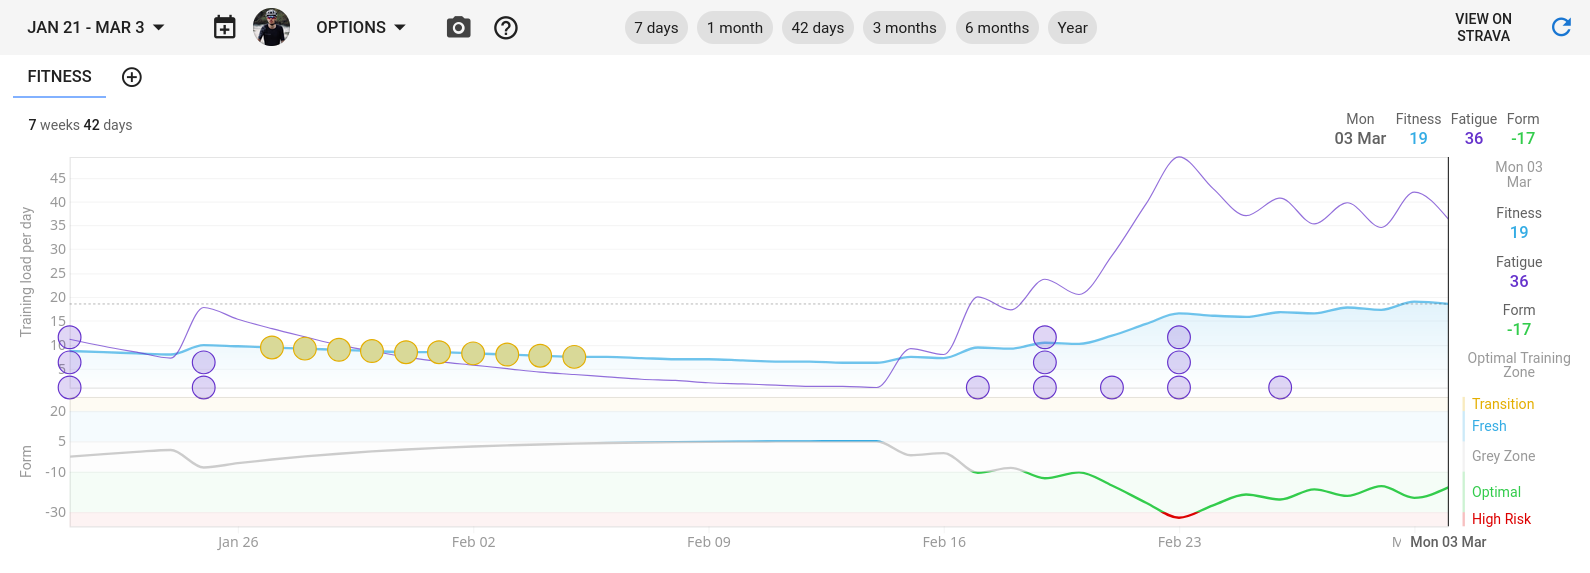 JAN 21 - MAR 3
OPTIONS
7 days
1 month
42 days
3 months
6 months
Year
VIEW ON
STRAVA
FITNESS
7 weeks 42 days
Mon Fitness Fatigue Form
03 Mar 19 36 -17
Training load per day
45
40
35
30
25
20
15
10
5
Form
20
5
-10
-30
Jan 26
Feb 02
Feb 09
Feb 16
Feb 23
M
Mon 03 Mar
Mon 03
Mar
Fitness
19
Fatigue
36
Form
-17
Optimal Training
Zone
Transition
Fresh
Grey Zone
Optimal
High Risk